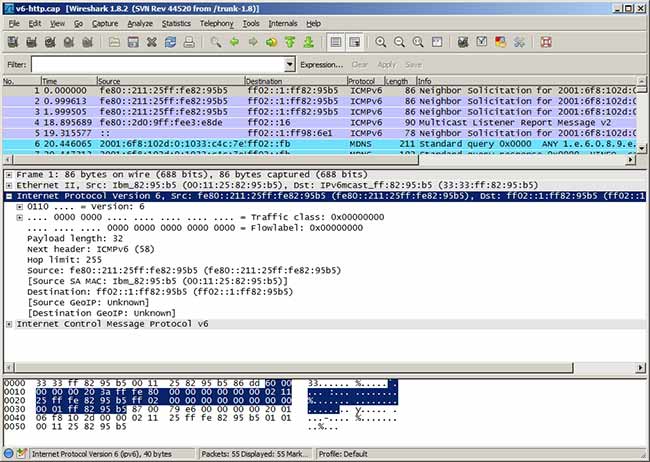 v6-http.cap [Wireshark 1.8.2 (SVN Rev 44520 from /trunk-1.8)]
File Edit View Go Capture Analyze Statistics Telephony Tools Internals Help
Filter: Expression... Clear Apply Save
No. Time Source Destination Protocol Length Info
1 0.000000 fe80::211:25ff:fe82:95b5 ff02::1:ff82:95b5 ICMPv6 86 Neighbor Solicitation for 2001:6f8:102d:0
2 0.999613 fe80::211:25ff:fe82:95b5 ff02::1:ff82:95b5 ICMPv6 86 Neighbor Solicitation for 2001:6f8:102d:0
3 1.999505 fe80::211:25ff:fe82:95b5 ff02::1:ff82:95b5 ICMPv6 86 Neighbor Solicitation for 2001:6f8:102d:0
4 18.895689 fe80::2d0:9ff:fee3:e8de ff02::16 ICMPv6 90 Multicast Listener Report Message v2
5 19.315577 :: ff02::1:ff98:6e1 ICMPv6 78 Neighbor Solicitation for 2001:6f8:102d:0
6 20.446065 2001:6f8:102d:0:1033:c4c:7e ff02::fb MDNS 211 Standard query 0x0000 ANY 1.e.6.0.8.9.e.
Frame 1: 86 bytes on wire (688 bits), 86 bytes captured (688 bits)
Ethernet II, Src: Ibm_82:95:b5 (00:11:25:82:95:b5), Dst: IPv6mcast_ff:82:95:b5 (33:33:ff:82:95:b5)
Internet Protocol Version 6, Src: fe80::211:25ff:fe82:95b5 (fe80::211:25ff:fe82:95b5), Dst: ff02::1:ff82:95b5 (ff02::1
0110 .... = Version: 6
.... 0000 0000 .... .... .... .... .... = Traffic class: 0x00000000
.... .... .... 0000 0000 0000 0000 0000 = Flowlabel: 0x00000000
Payload length: 32
Next header: ICMPv6 (58)
Hop limit: 255
Source: fe80::211:25ff:fe82:95b5 (fe80::211:25ff:fe82:95b5)
[Source SA MAC: Ibm_82:95:b5 (00:11:25:82:95:b5)]
Destination: ff02::1:ff82:95b5 (ff02::1:ff82:95b5)
[Source GeoIP: Unknown]
[Destination GeoIP: Unknown]
Internet Control Message Protocol v6
0000 33 33 ff 82 95 b5 00 11 25 82 95 b5 86 dd 60 00 33...... %.....`.
0010 00 00 00 20 3a ff fe 80 00 00 00 00 00 00 02 11 ... :... ........
0020 25 ff fe 82 95 b5 ff 02 00 00 00 00 00 00 00 00 %....... ........
0030 00 01 ff 82 95 b5 87 00 79 e6 00 00 00 00 20 01 ........ y..... .
0040 06 f8 10 2d 00 00 02 11 25 ff fe 82 95 b5 01 01 ...-.... %.......
0050 00 11 25 82 95 b5 ..%...
Internet Protocol Version 6 (ipv6), 40 bytes Packets: 55 Displayed: 55 Mark... Profile: Default